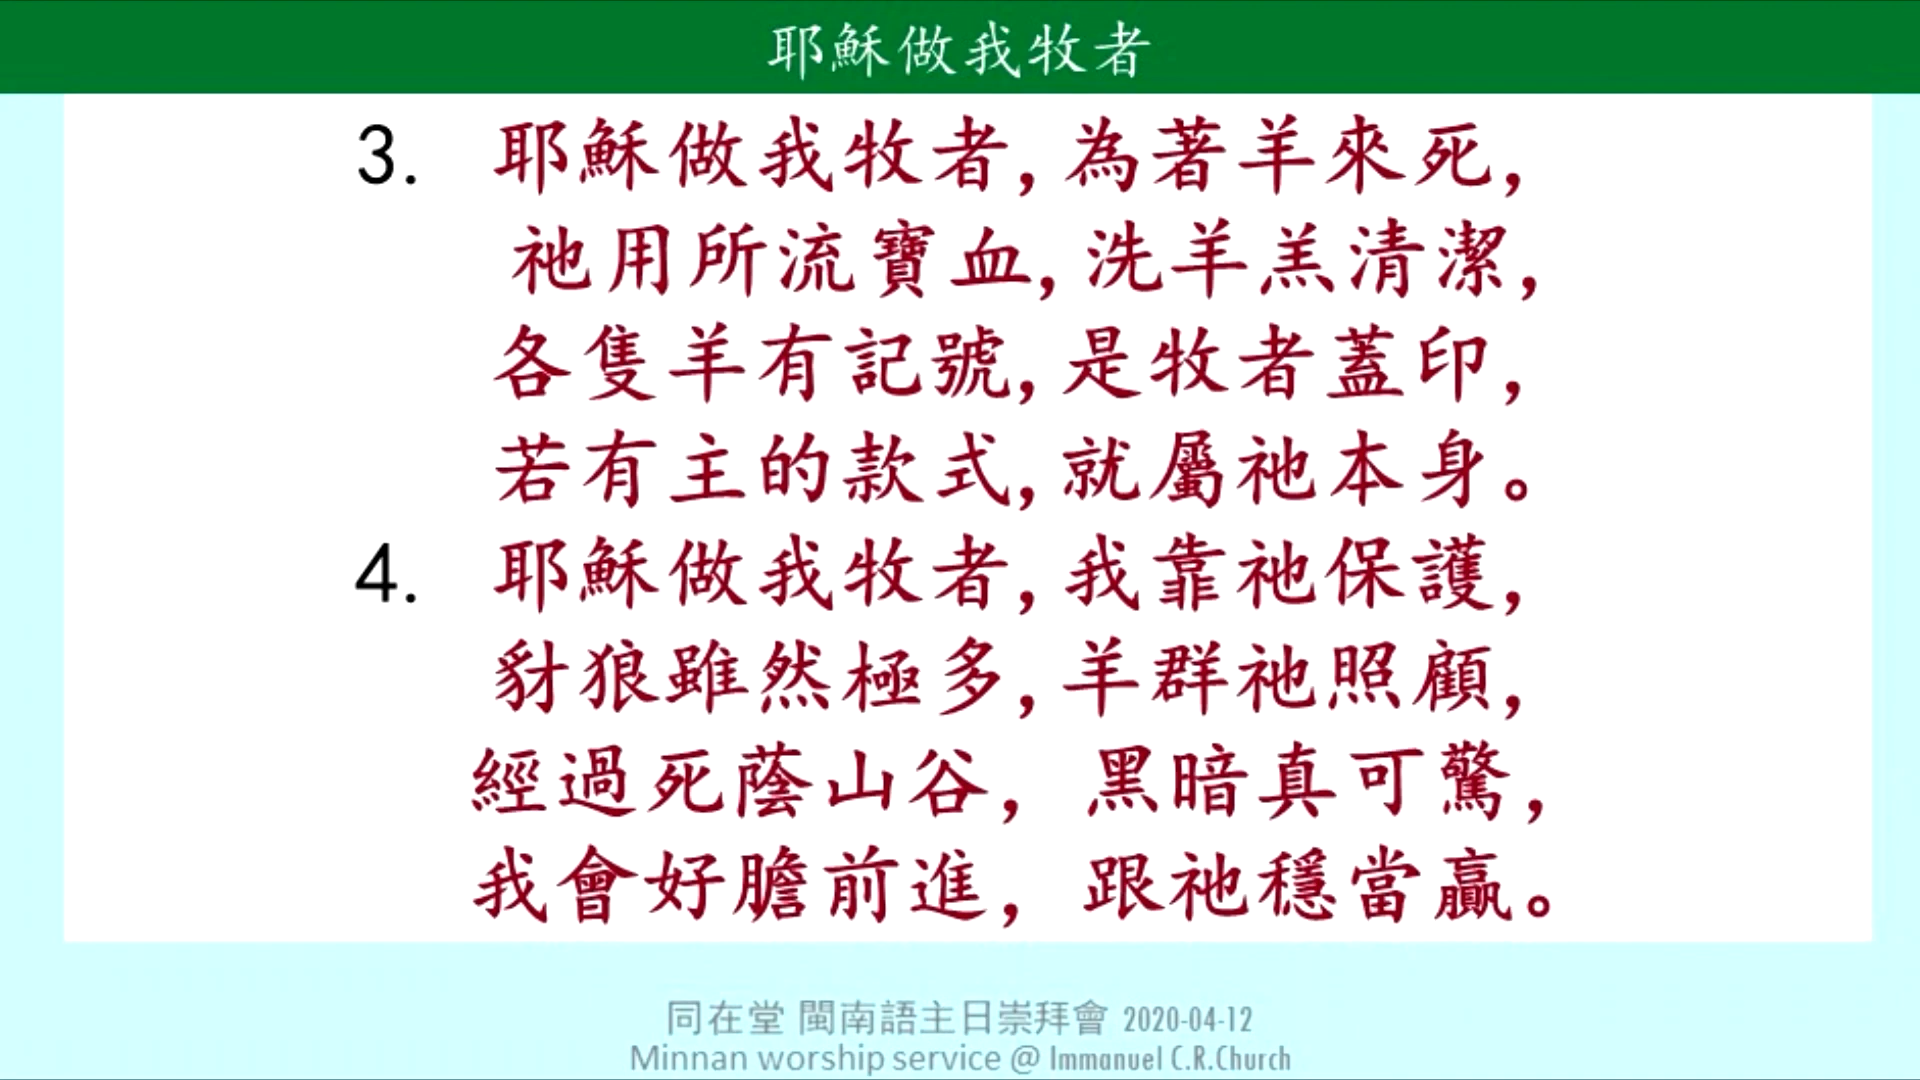 耶穌做我牧者
3. 耶穌做我牧者,為著羊來死,
祂用所流寶血,洗羊羔清潔,
各隻羊有記號,是牧者蓋印,
若有主的款式,就屬祂本身。
4. 耶穌做我牧者,我靠祂保護,
豺狼雖然極多,羊群祂照顧,
經過死蔭山谷, 黑暗真可驚,
我會好膽前進, 跟祂穩當贏。
同在堂 閩南語主日崇拜會 2020-04-12
Minnan worship service @ Immanuel C.R.Church